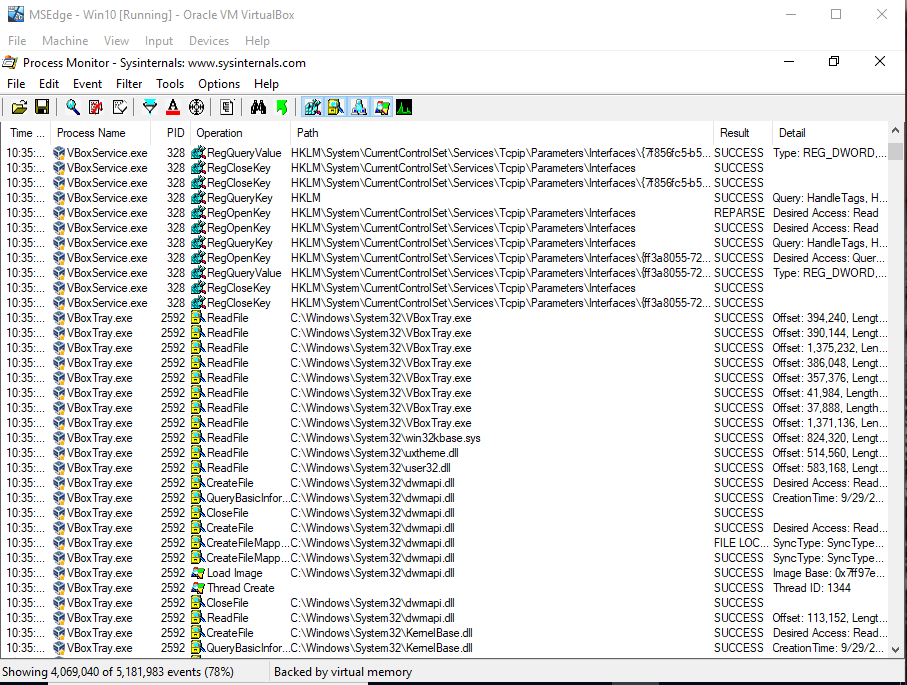 MSEdge - Win10 [Running] - Oracle VM VirtualBox
File Machine View Input Devices Help
Process Monitor - Sysinternals: www.sysinternals.com
File Edit Event Filter Tools Options Help
Time ... Process Name PID Operation Path Result Detail
10:35:... VBoxService.exe 328 RegQueryValue HKLM\System\CurrentControlSet\Services\Tcpip\Parameters\Interfaces\{7f856fc5-b5... SUCCESS Type: REG_DWORD,...
10:35:... VBoxService.exe 328 RegCloseKey HKLM\System\CurrentControlSet\Services\Tcpip\Parameters\Interfaces SUCCESS
10:35:... VBoxService.exe 328 RegCloseKey HKLM\System\CurrentControlSet\Services\Tcpip\Parameters\Interfaces\{7f856fc5-b5... SUCCESS
10:35:... VBoxService.exe 328 RegQueryKey HKLM SUCCESS Query: HandleTags, H...
10:35:... VBoxService.exe 328 RegOpenKey HKLM\System\CurrentControlSet\Services\Tcpip\Parameters\Interfaces REPARSE Desired Access: Read
10:35:... VBoxService.exe 328 RegOpenKey HKLM\System\CurrentControlSet\Services\Tcpip\Parameters\Interfaces SUCCESS Desired Access: Read
10:35:... VBoxService.exe 328 RegQueryKey HKLM\System\CurrentControlSet\Services\Tcpip\Parameters\Interfaces SUCCESS Query: HandleTags, H...
10:35:... VBoxService.exe 328 RegOpenKey HKLM\System\CurrentControlSet\Services\Tcpip\Parameters\Interfaces\{ff3a8055-72... SUCCESS Desired Access: Quer...
10:35:... VBoxService.exe 328 RegQueryValue HKLM\System\CurrentControlSet\Services\Tcpip\Parameters\Interfaces\{ff3a8055-72... SUCCESS Type: REG_DWORD,...
10:35:... VBoxService.exe 328 RegCloseKey HKLM\System\CurrentControlSet\Services\Tcpip\Parameters\Interfaces SUCCESS
10:35:... VBoxService.exe 328 RegCloseKey HKLM\System\CurrentControlSet\Services\Tcpip\Parameters\Interfaces\{ff3a8055-72... SUCCESS
10:35:... VBoxTray.exe 2592 ReadFile C:\Windows\System32\VBoxTray.exe SUCCESS Offset: 394,240, Lengt...
10:35:... VBoxTray.exe 2592 ReadFile C:\Windows\System32\VBoxTray.exe SUCCESS Offset: 390,144, Lengt...
10:35:... VBoxTray.exe 2592 ReadFile C:\Windows\System32\VBoxTray.exe SUCCESS Offset: 1,375,232, Len...
10:35:... VBoxTray.exe 2592 ReadFile C:\Windows\System32\VBoxTray.exe SUCCESS Offset: 386,048, Lengt...
10:35:... VBoxTray.exe 2592 ReadFile C:\Windows\System32\VBoxTray.exe SUCCESS Offset: 357,376, Lengt...
10:35:... VBoxTray.exe 2592 ReadFile C:\Windows\System32\VBoxTray.exe SUCCESS Offset: 41,984, Length...
10:35:... VBoxTray.exe 2592 ReadFile C:\Windows\System32\VBoxTray.exe SUCCESS Offset: 37,888, Length...
10:35:... VBoxTray.exe 2592 ReadFile C:\Windows\System32\VBoxTray.exe SUCCESS Offset: 1,371,136, Len...
10:35:... VBoxTray.exe 2592 ReadFile C:\Windows\System32\win32kbase.sys SUCCESS Offset: 824,320, Lengt...
10:35:... VBoxTray.exe 2592 ReadFile C:\Windows\System32\uxtheme.dll SUCCESS Offset: 514,560, Lengt...
10:35:... VBoxTray.exe 2592 ReadFile C:\Windows\System32\user32.dll SUCCESS Offset: 583,168, Lengt...
10:35:... VBoxTray.exe 2592 CreateFile C:\Windows\System32\dwmapi.dll SUCCESS Desired Access: Read...
10:35:... VBoxTray.exe 2592 QueryBasicInfor... C:\Windows\System32\dwmapi.dll SUCCESS CreationTime: 9/29/2...
10:35:... VBoxTray.exe 2592 CloseFile C:\Windows\System32\dwmapi.dll SUCCESS
10:35:... VBoxTray.exe 2592 CreateFile C:\Windows\System32\dwmapi.dll SUCCESS Desired Access: Read...
10:35:... VBoxTray.exe 2592 CreateFileMapp... C:\Windows\System32\dwmapi.dll FILE LOC... SyncType: SyncType...
10:35:... VBoxTray.exe 2592 CreateFileMapp... C:\Windows\System32\dwmapi.dll SUCCESS SyncType: SyncType...
10:35:... VBoxTray.exe 2592 Load Image C:\Windows\System32\dwmapi.dll SUCCESS Image Base: 0x7ff97e...
10:35:... VBoxTray.exe 2592 Thread Create SUCCESS Thread ID: 1344
10:35:... VBoxTray.exe 2592 CloseFile C:\Windows\System32\dwmapi.dll SUCCESS
10:35:... VBoxTray.exe 2592 ReadFile C:\Windows\System32\dwmapi.dll SUCCESS Offset: 113,152, Lengt...
10:35:... VBoxTray.exe 2592 CreateFile C:\Windows\System32\KernelBase.dll SUCCESS Desired Access: Read...
10:35:... VBoxTray.exe 2592 QueryBasicInfor... C:\Windows\System32\KernelBase.dll SUCCESS CreationTime: 9/29/2...
Showing 4,069,040 of 5,181,983 events (78%) Backed by virtual memory